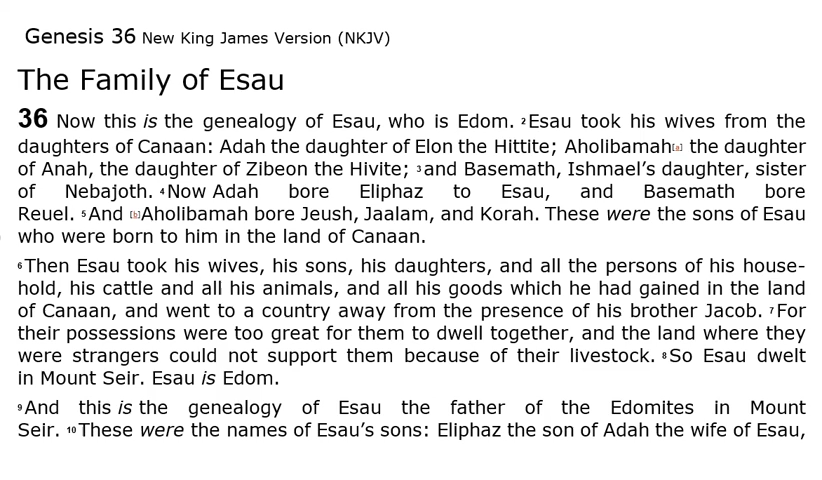 Genesis 36 New King James Version (NKJV)
The Family of Esau
36 Now this is the genealogy of Esau, who is Edom. 2 Esau took his wives from the
daughters of Canaan: Adah the daughter of Elon the Hittite; Aholibamah[a] the daughter
of Anah, the daughter of Zibeon the Hivite; 3 and Basemath, Ishmael’s daughter, sister
of Nebajoth. 4 Now Adah bore Eliphaz to Esau, and Basemath bore
Reuel. 5 And [b]Aholibamah bore Jeush, Jaalam, and Korah. These were the sons of Esau
who were born to him in the land of Canaan.
6 Then Esau took his wives, his sons, his daughters, and all the persons of his house-
hold, his cattle and all his animals, and all his goods which he had gained in the land
of Canaan, and went to a country away from the presence of his brother Jacob. 7 For
their possessions were too great for them to dwell together, and the land where they
were strangers could not support them because of their livestock. 8 So Esau dwelt
in Mount Seir. Esau is Edom.
9 And this is the genealogy of Esau the father of the Edomites in Mount
Seir. 10 These were the names of Esau’s sons: Eliphaz the son of Adah the wife of Esau,